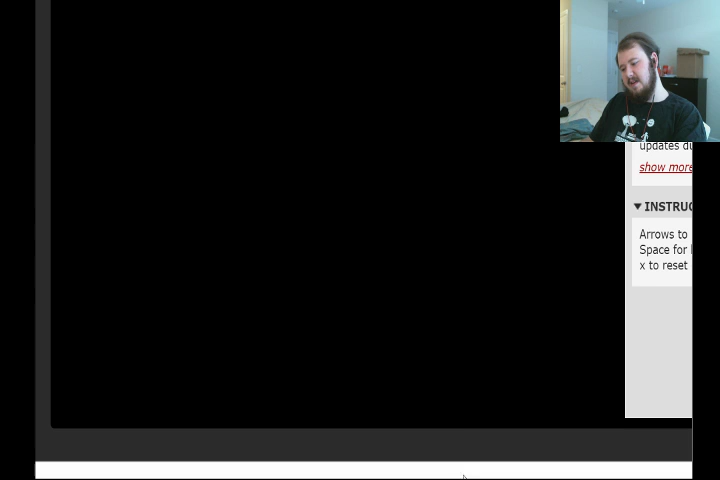 updates du
show more
INSTRUC
Arrows to
Space for
x to reset